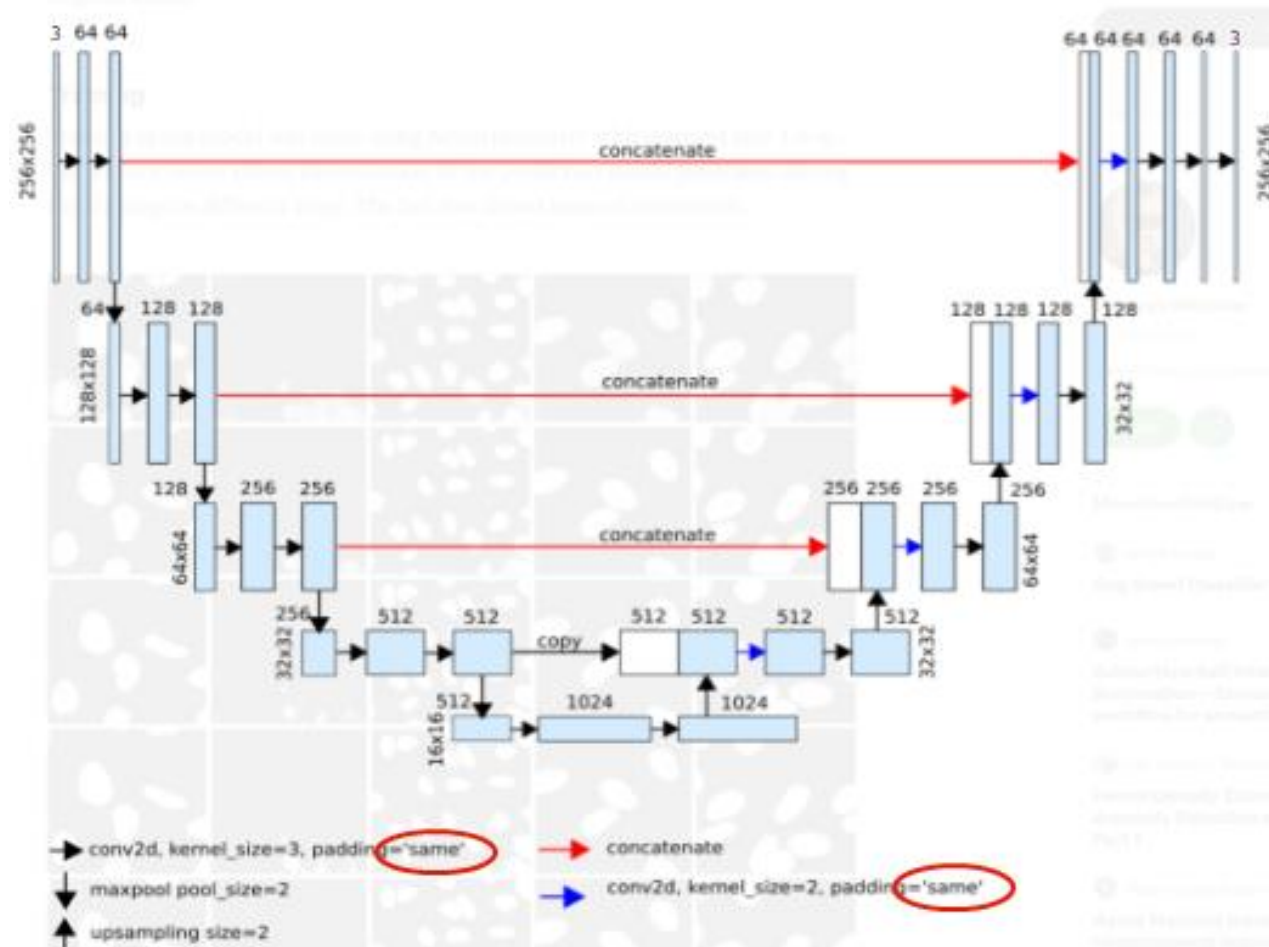 3 64 64
64 64 64 64 64 3
256x256
concatenate
256x256
64 128 128
128 128 128 128
128x128
concatenate
32x32
128 256 256
256 256 256 256
64x64
concatenate
64x64
256 512 512
512 512 512 512
32x32
copy
32x32
512 1024 1024
16x16
conv2d, kernel_size=3, padding='same'
concatenate
maxpool pool_size=2
conv2d, kernel_size=2, padding='same'
upsampling size=2